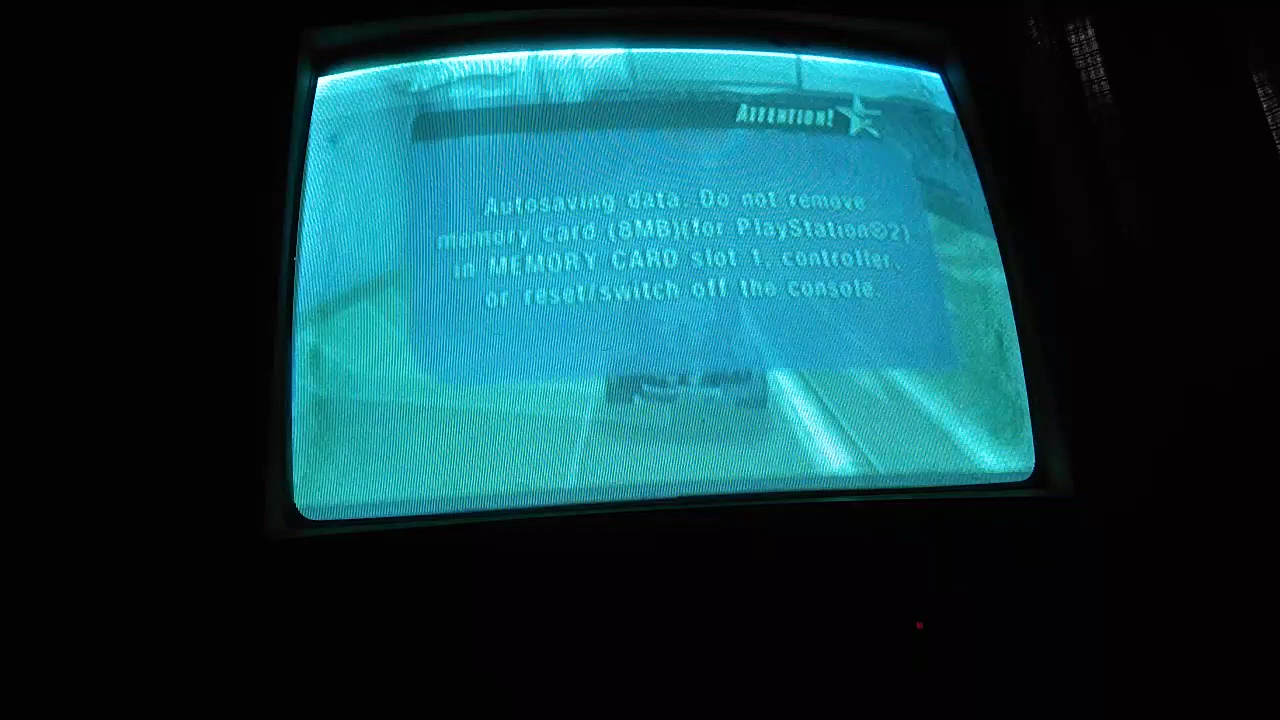 Attention!
Autosaving data. Do not remove
memory card (8MB)(for PlayStation®2)
in MEMORY CARD slot 1, controller,
or reset/switch off the console.